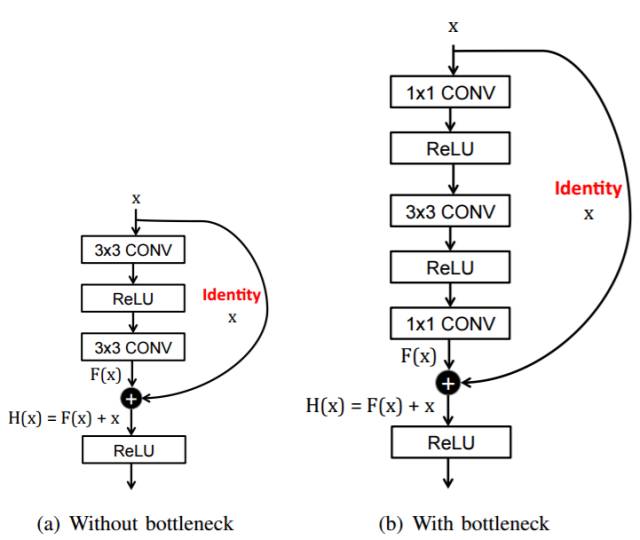 x
3x3 CONV
ReLU
Identity
x
3x3 CONV
F(x)
+
H(x) = F(x) + x
ReLU
(a) Without bottleneck
x
1x1 CONV
ReLU
Identity
x
3x3 CONV
ReLU
1x1 CONV
F(x)
+
H(x) = F(x) + x
ReLU
(b) With bottleneck